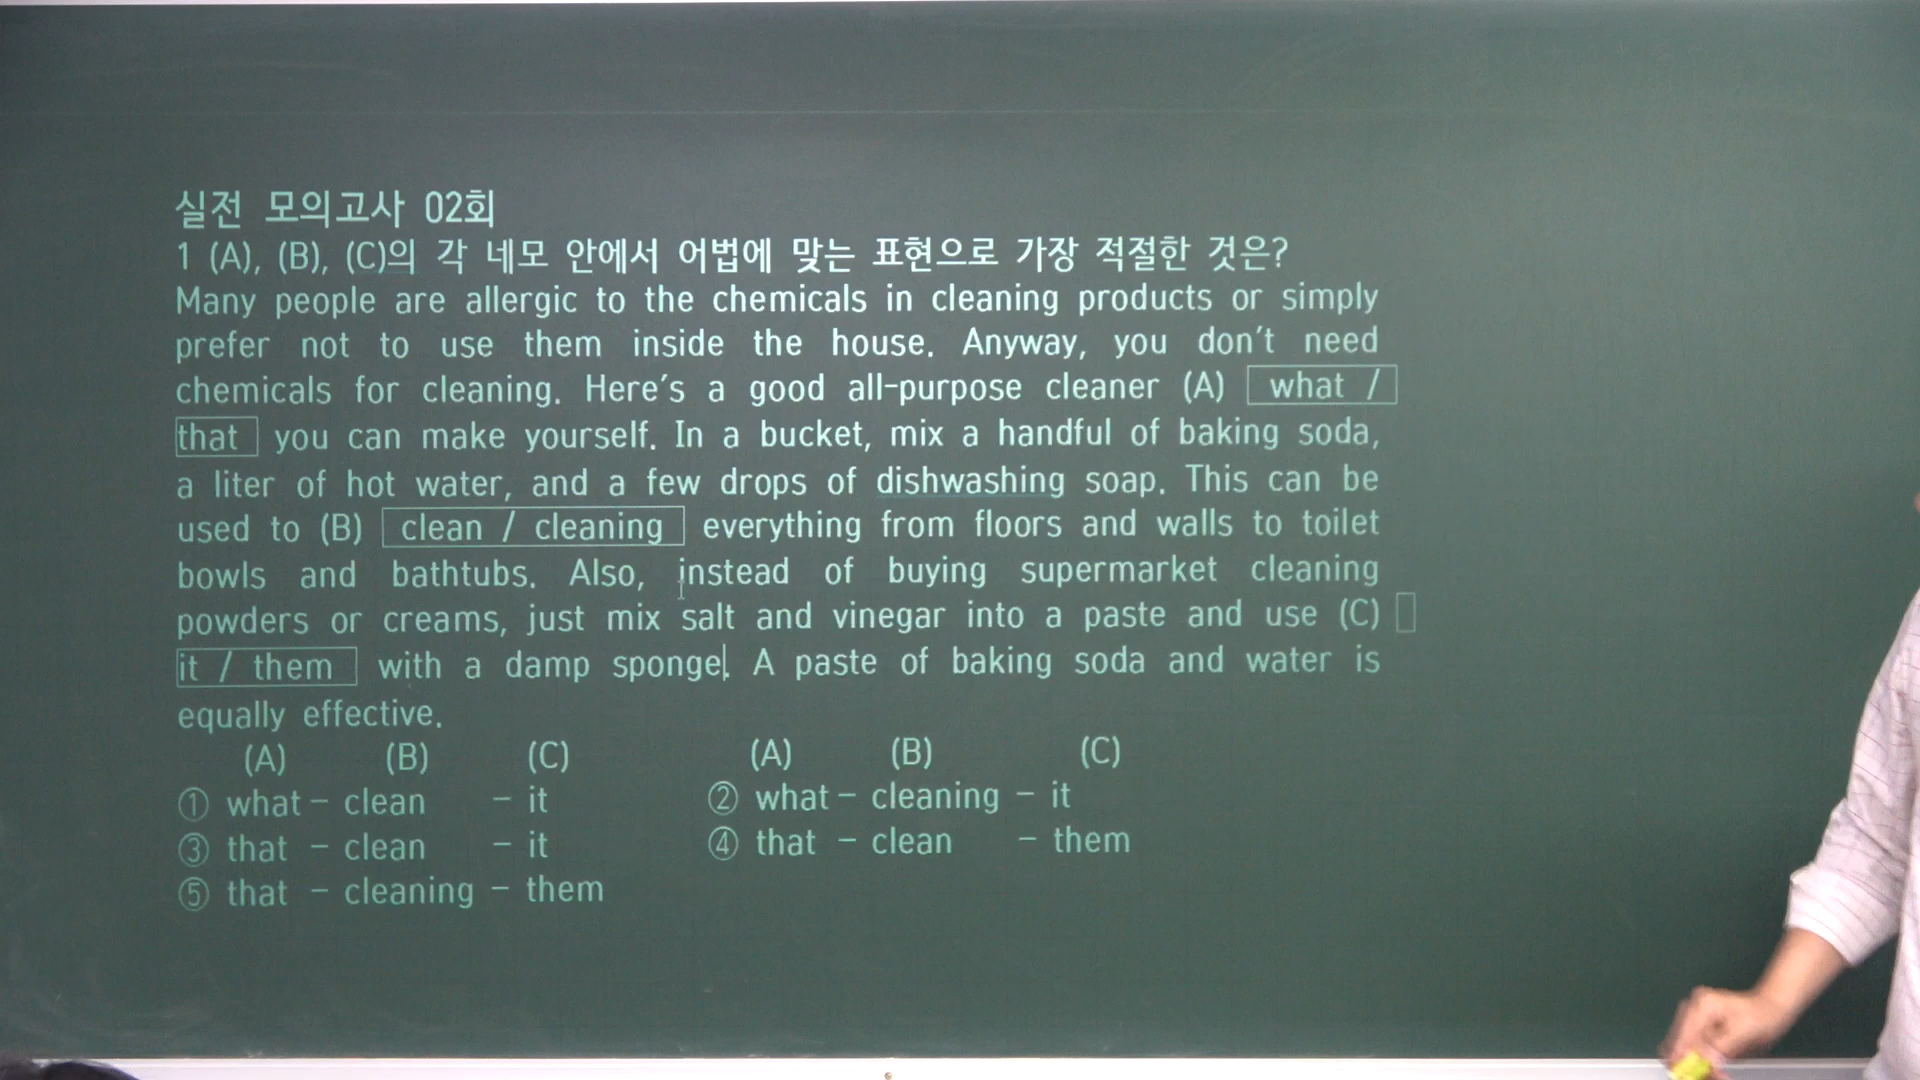 실전 모의고사 02회
1 (A), (B), (C)의 각 네모 안에서 어법에 맞는 표현으로 가장 적절한 것은?
Many people are allergic to the chemicals in cleaning products or simply
prefer not to use them inside the house. Anyway, you don't need
chemicals for cleaning. Here's a good all-purpose cleaner (A) what /
that you can make yourself. In a bucket, mix a handful of baking soda,
a liter of hot water, and a few drops of dishwashing soap. This can be
used to (B) clean / cleaning everything from floors and walls to toilet
bowls and bathtubs. Also, instead of buying supermarket cleaning
powders or creams, just mix salt and vinegar into a paste and use (C)
it / them with a damp sponge. A paste of baking soda and water is
equally effective.
(A) (B) (C) (A) (B) (C)
① what - clean - it ② what - cleaning - it
③ that - clean - it ④ that - clean - them
⑤ that - cleaning - them